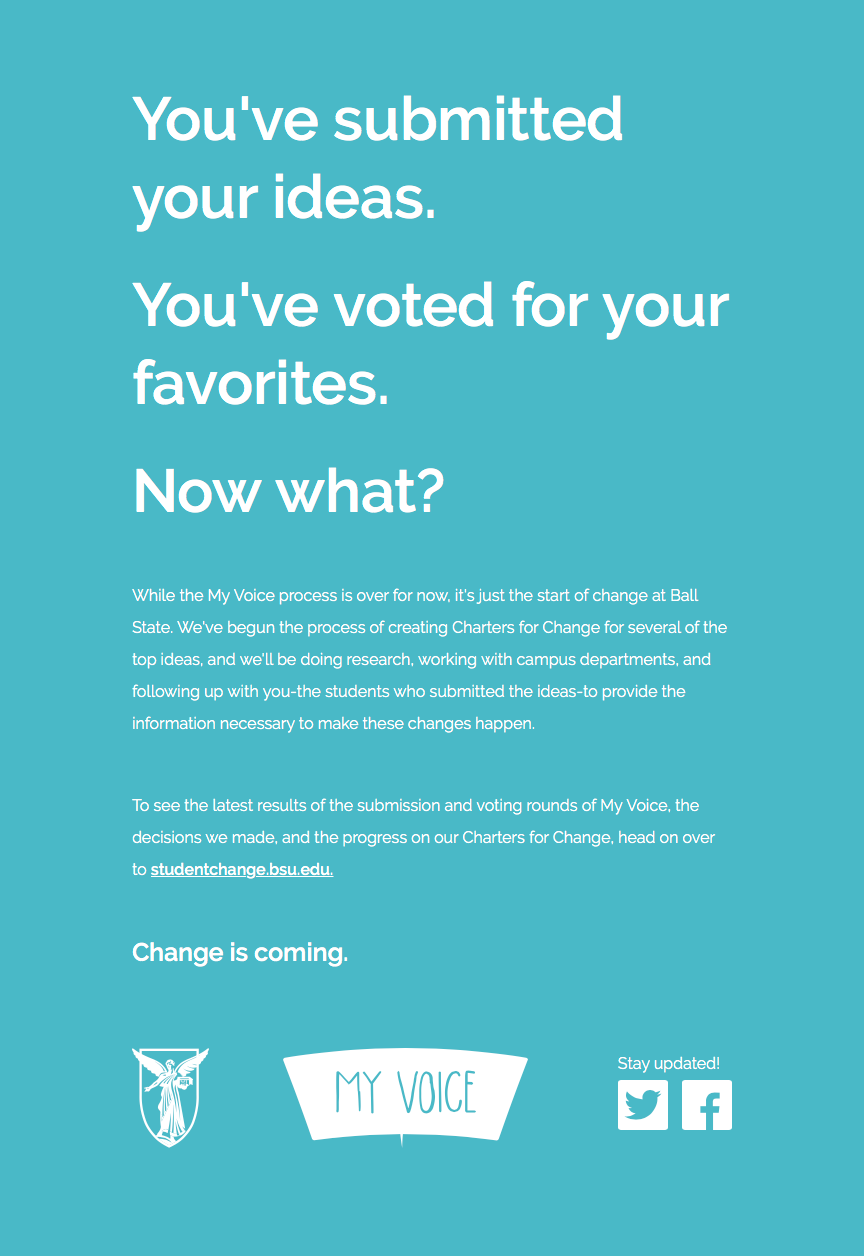 You've submitted
your ideas.
You've voted for your
favorites.
Now what?
While the My Voice process is over for now, it's just the start of change at Ball
State. We've begun the process of creating Charters for Change for several of the
top ideas, and we'll be doing research, working with campus departments, and
following up with you-the students who submitted the ideas-to provide the
information necessary to make these changes happen.
To see the latest results of the submission and voting rounds of My Voice, the
decisions we made, and the progress on our Charters for Change, head on over
to studentchange.bsu.edu.
Change is coming.
MY VOICE
Stay updated!